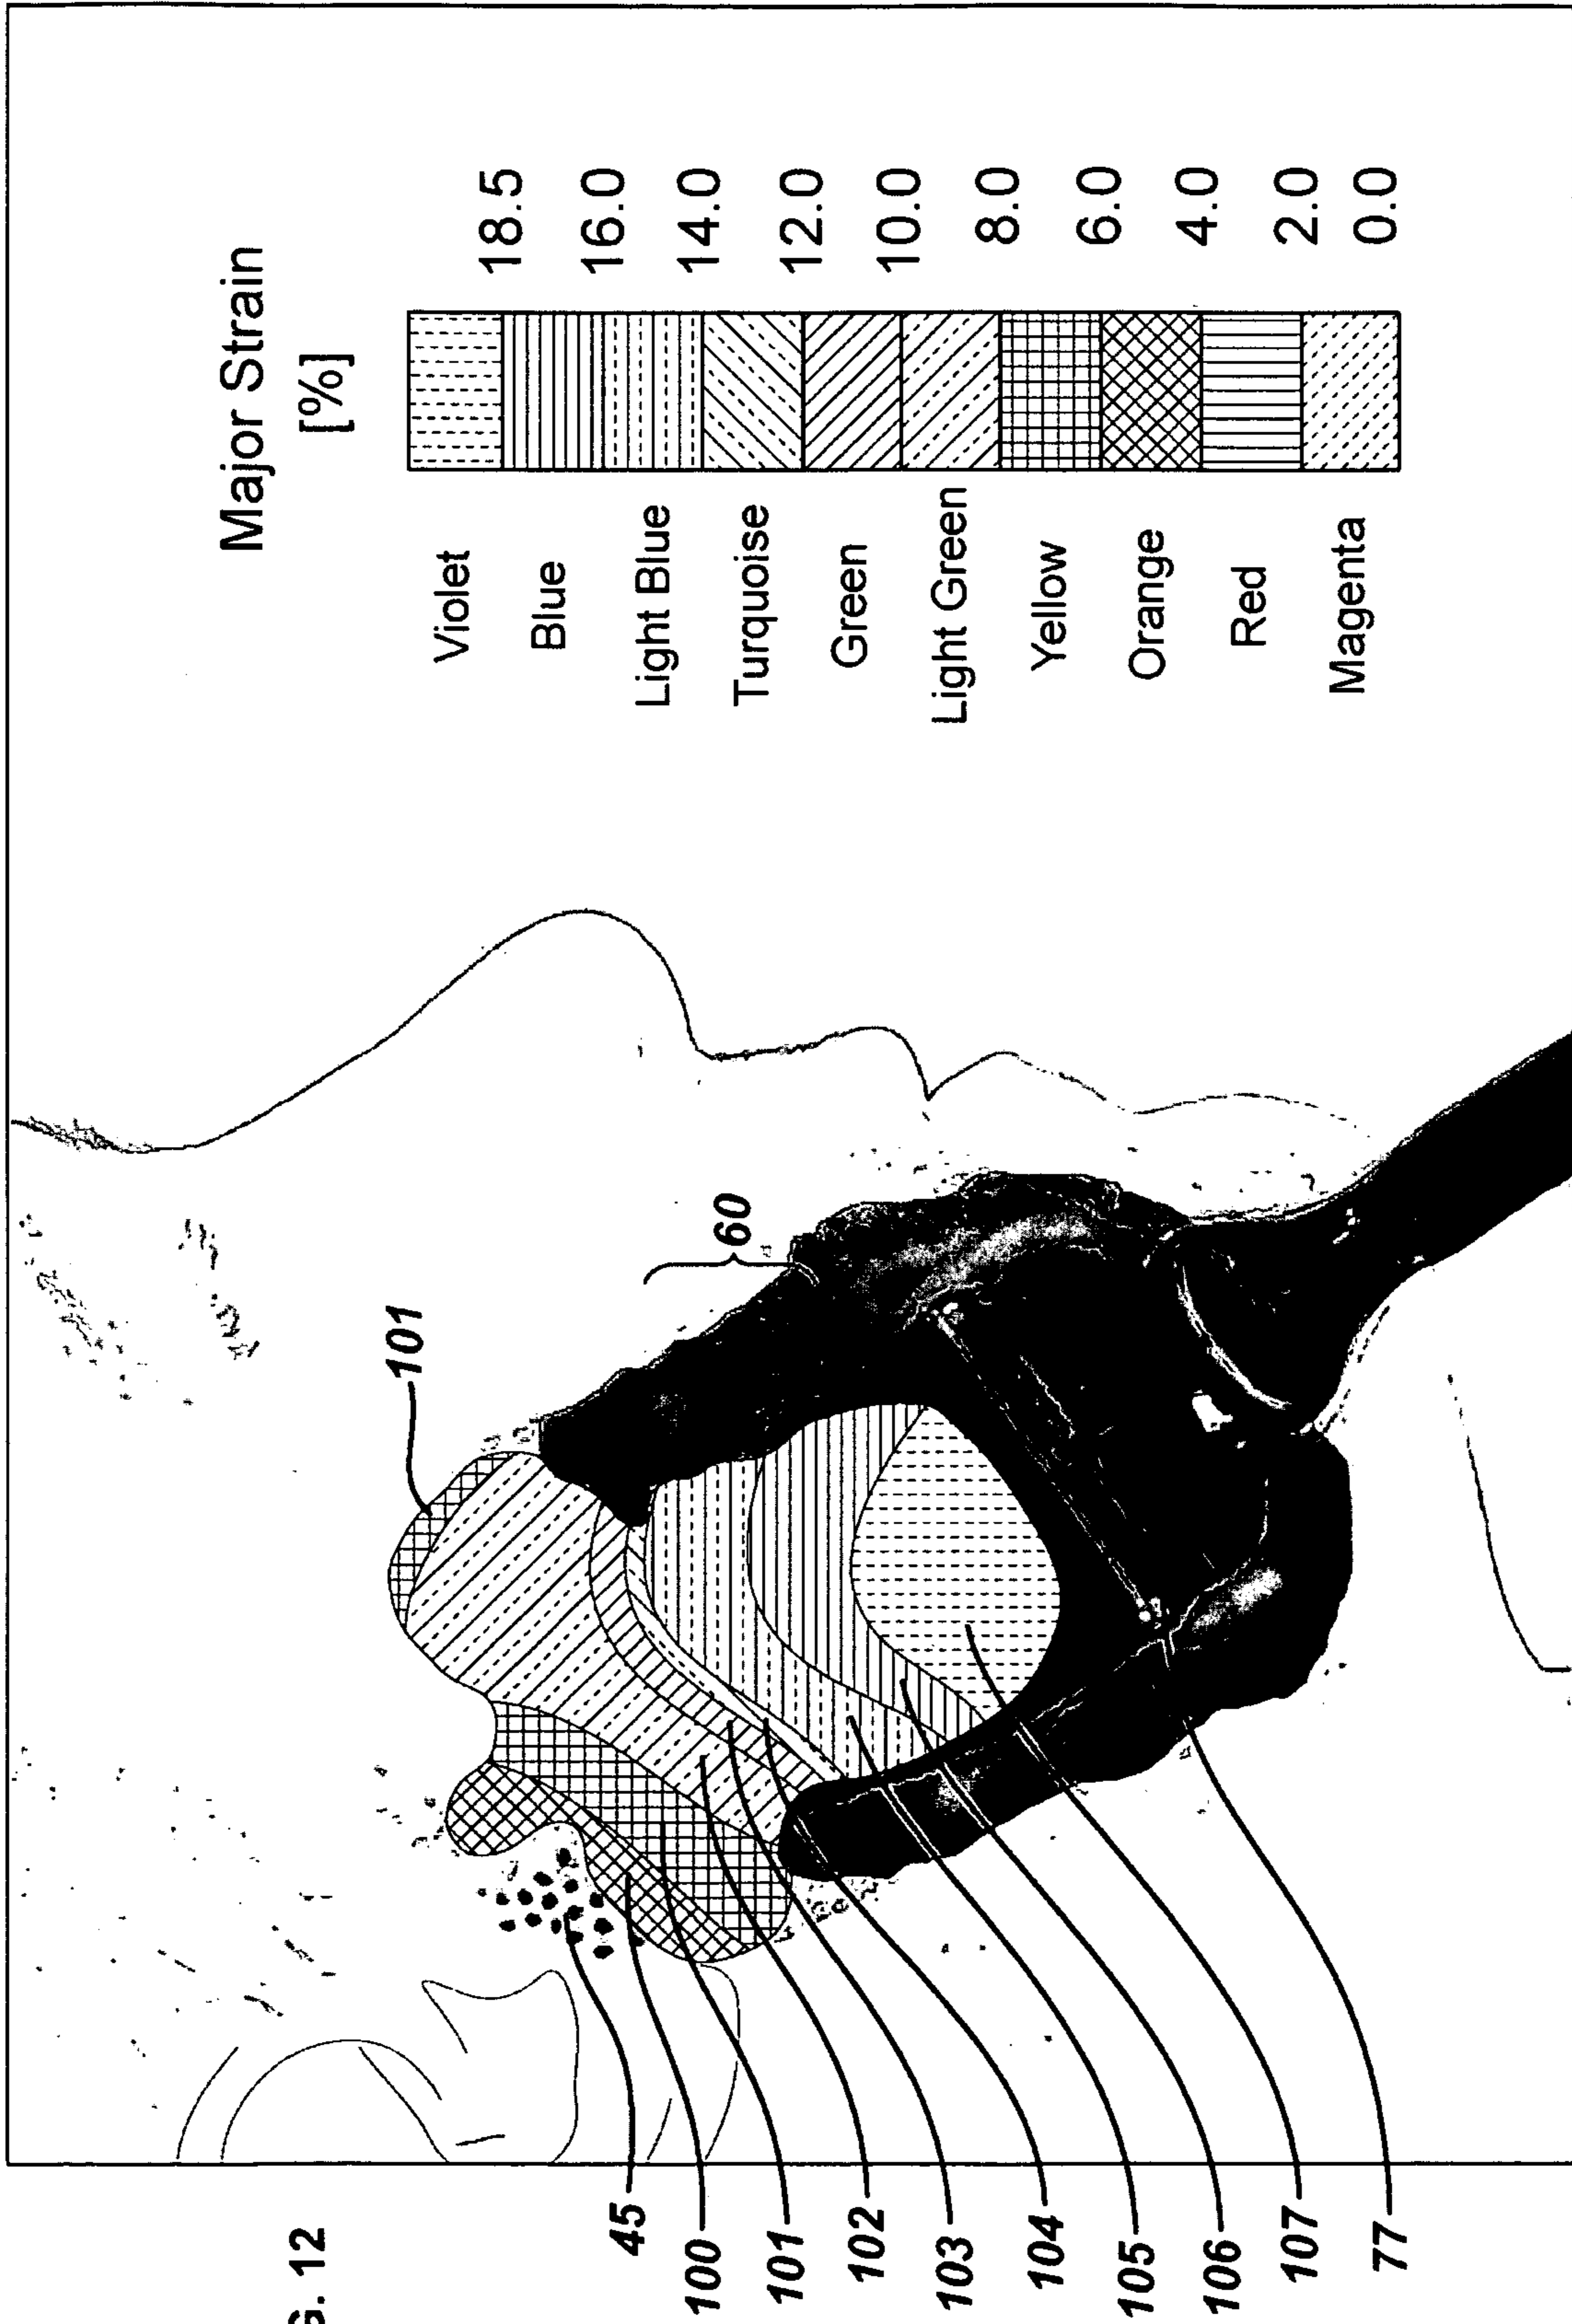 G. 12
Major Strain
[%]
Violet
Blue
Light Blue
Turquoise
Green
Light Green
Yellow
Orange
Red
Magenta
18.5
16.0
14.0
12.0
10.0
8.0
6.0
4.0
2.0
0.0
101
60
45
100
101
102
103
104
105
106
107
77